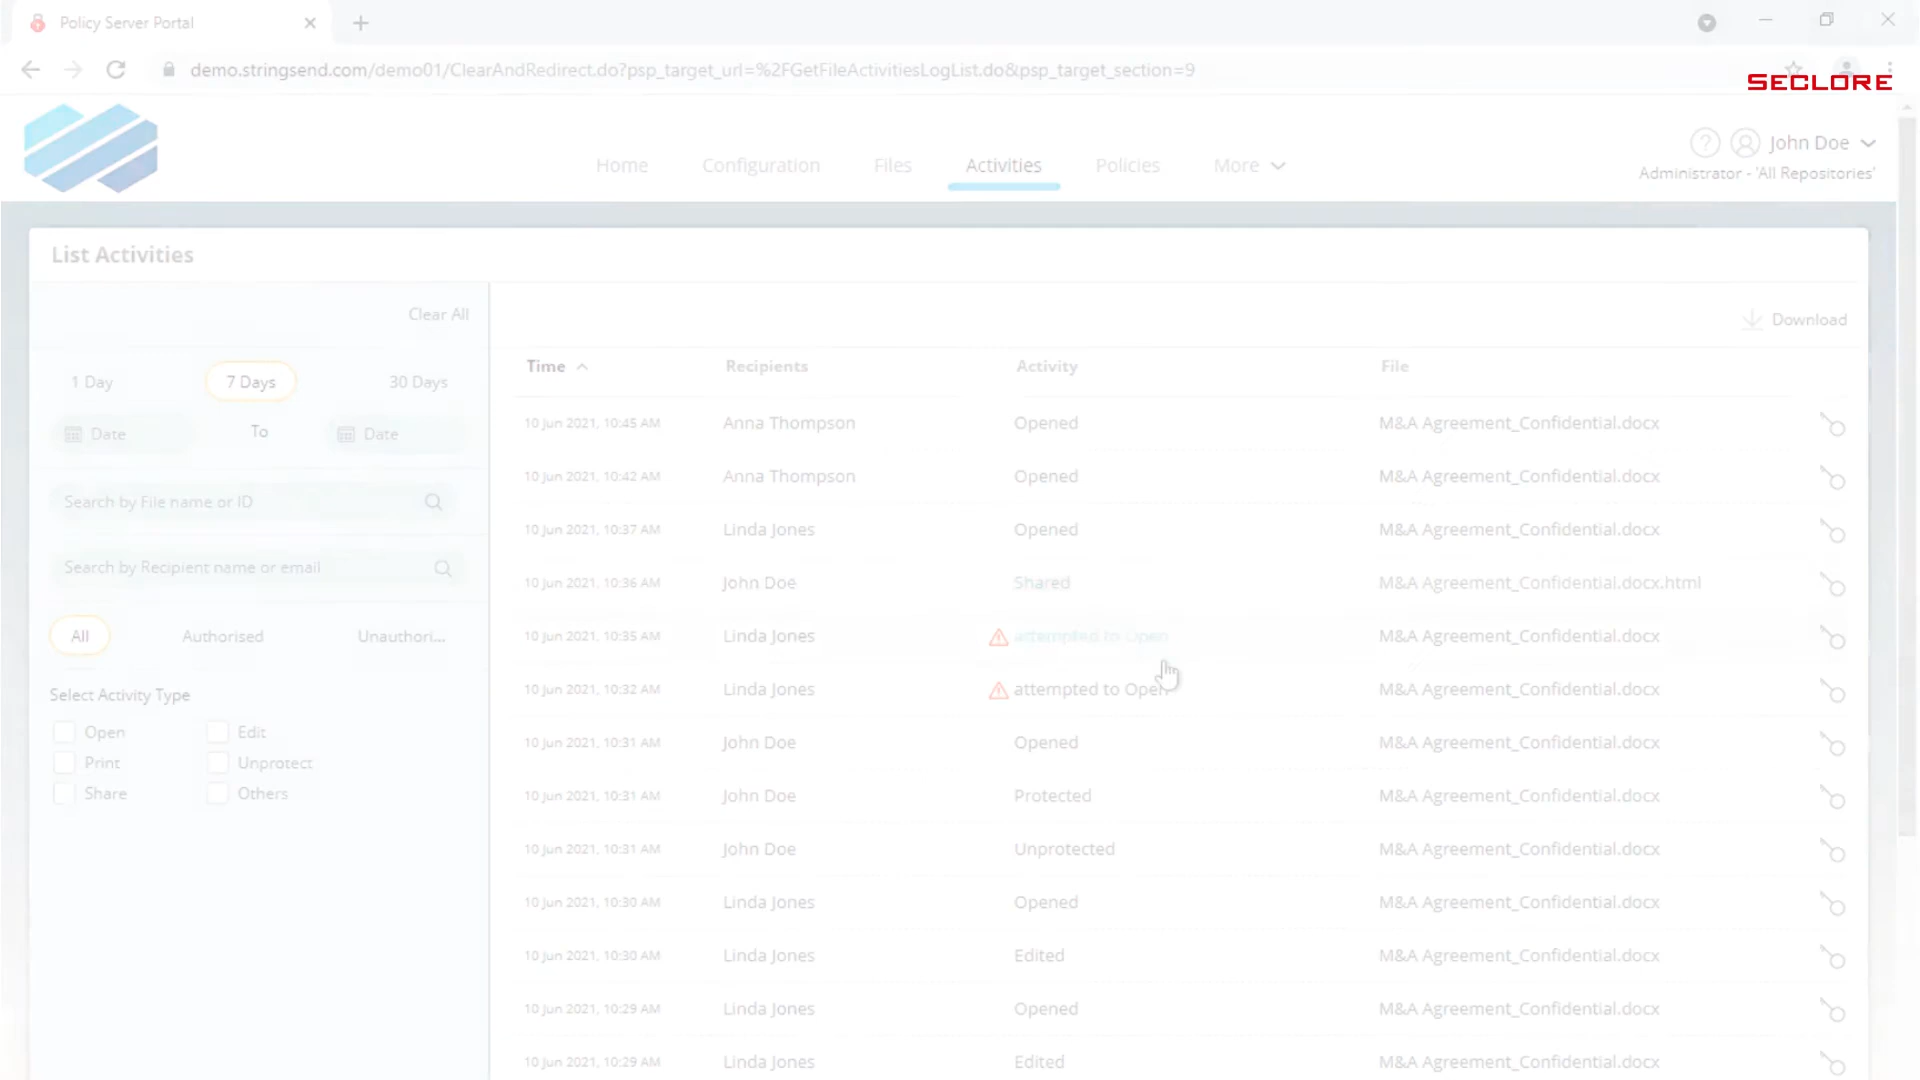 Policy Server Portal
demo.stringsend.com/demo01/ClearAndRedirect.do?psp_target_url=%2FGetFileActivitiesLogList.do&psp_target_section=9
SECLORE
Home Configuration Files Activities Policies More
? John Doe
Administrator - 'All Repositories'
List Activities
Clear All
Download
1 Day 7 Days 30 Days
Date To Date
Search by File name or ID
Search by Recipient name or email
All Authorised Unauthori...
Select Activity Type
Open Edit
Print Unprotect
Share Others
Time Recipients Activity File
10 Jun 2021, 10:45 AM Anna Thompson Opened M&A Agreement_Confidential.docx
10 Jun 2021, 10:42 AM Anna Thompson Opened M&A Agreement_Confidential.docx
10 Jun 2021, 10:37 AM Linda Jones Opened M&A Agreement_Confidential.docx
10 Jun 2021, 10:36 AM John Doe Shared M&A Agreement_Confidential.docx.html
10 Jun 2021, 10:35 AM Linda Jones attempted to Open M&A Agreement_Confidential.docx
10 Jun 2021, 10:32 AM Linda Jones attempted to Open M&A Agreement_Confidential.docx
10 Jun 2021, 10:31 AM John Doe Opened M&A Agreement_Confidential.docx
10 Jun 2021, 10:31 AM John Doe Protected M&A Agreement_Confidential.docx
10 Jun 2021, 10:31 AM John Doe Unprotected M&A Agreement_Confidential.docx
10 Jun 2021, 10:30 AM Linda Jones Opened M&A Agreement_Confidential.docx
10 Jun 2021, 10:30 AM Linda Jones Edited M&A Agreement_Confidential.docx
10 Jun 2021, 10:29 AM Linda Jones Opened M&A Agreement_Confidential.docx
10 Jun 2021, 10:29 AM Linda Jones Edited M&A Agreement_Confidential.docx